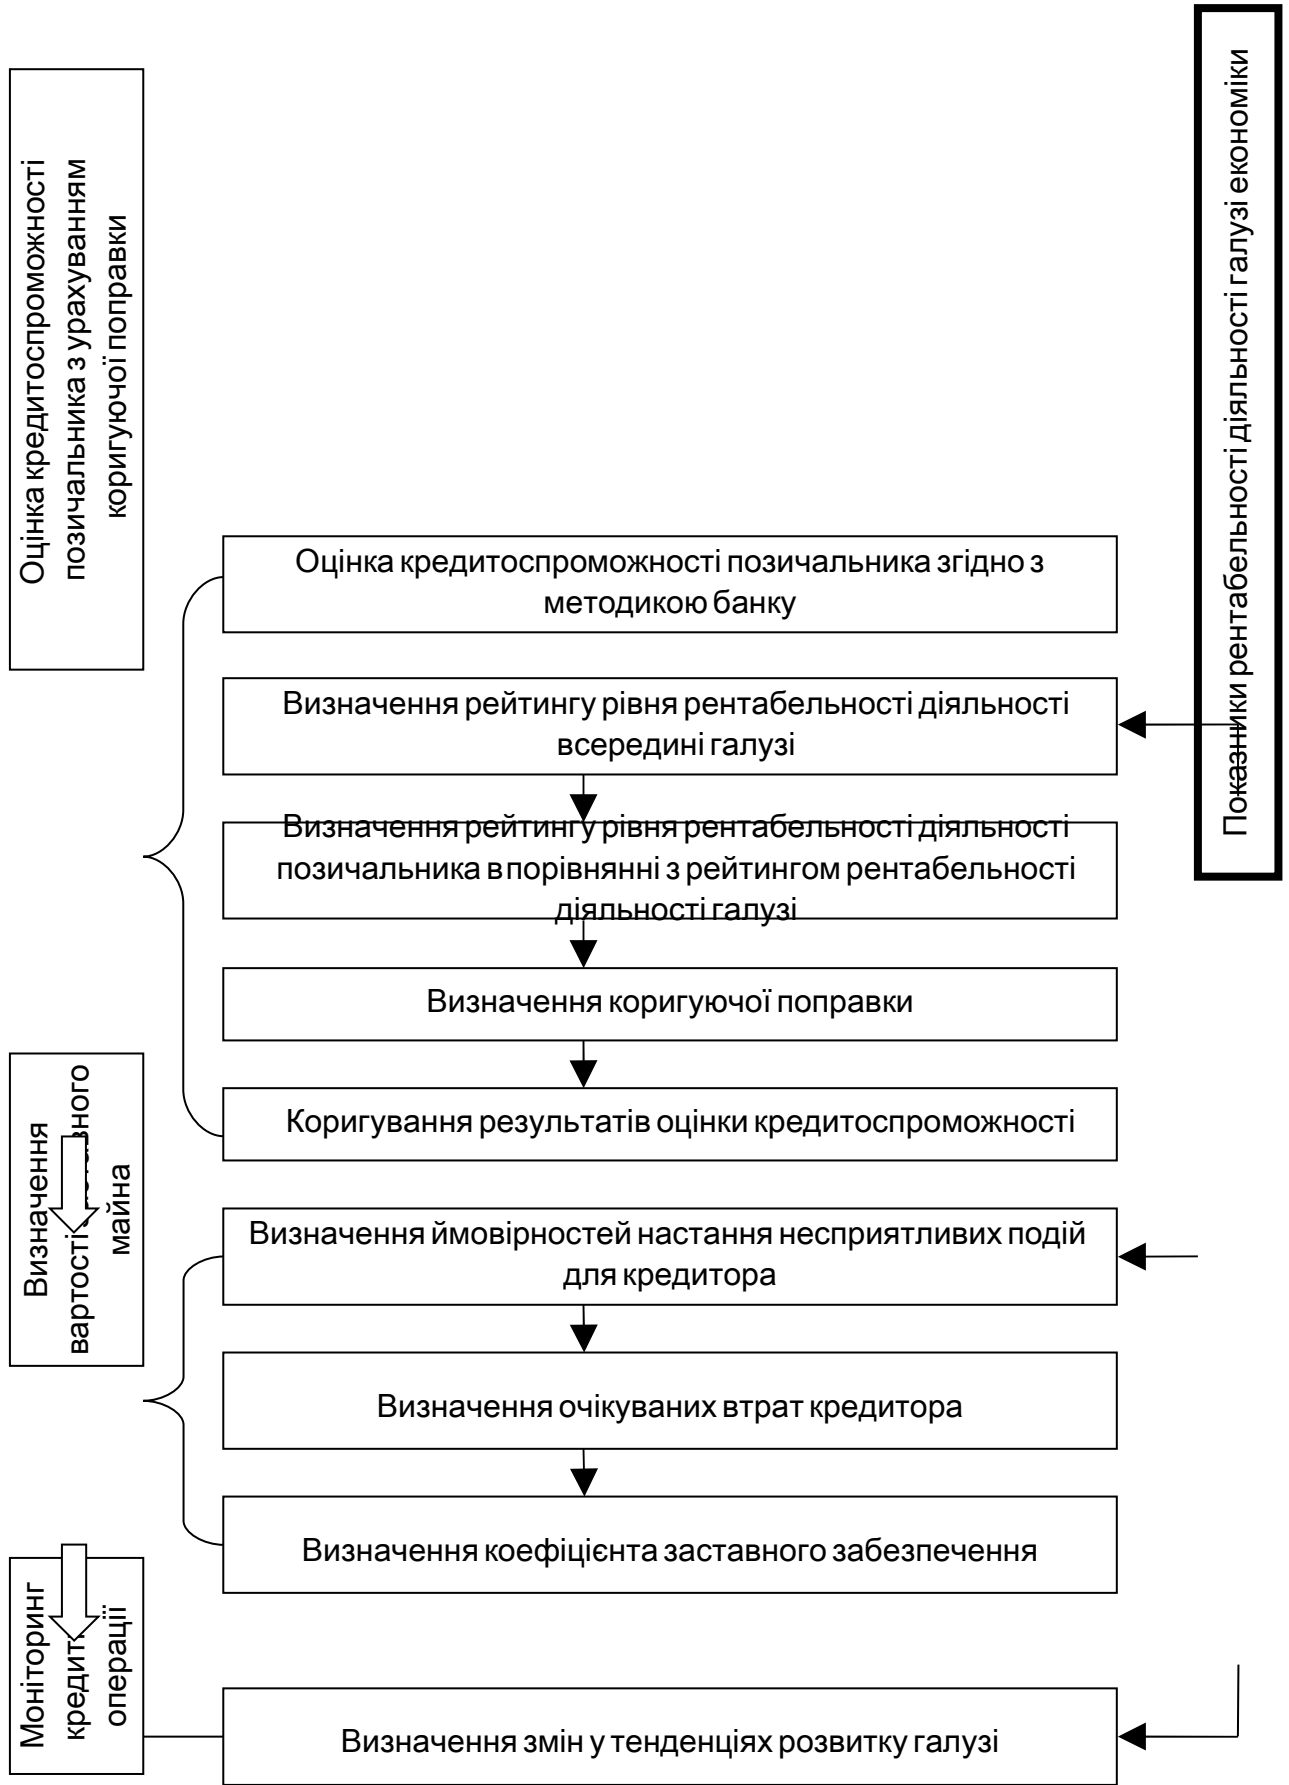 Оцінка кредитоспроможності
позичальника з урахуванням
коригуючої поправки
Показники рентабельності діяльності галузі економіки
Оцінка кредитоспроможності позичальника згідно з
методикою банку
Визначення рейтингу рівня рентабельності діяльності
всередині галузі
Визначення рейтингу рівня рентабельності діяльності
позичальника в порівнянні з рейтингом рентабельності
діяльності галузі
Визначення коригуючої поправки
Коригування результатів оцінки кредитоспроможності
Визначення
вартості
майна
Визначення ймовірностей настання несприятливих подій
для кредитора
Визначення очікуваних втрат кредитора
Визначення коефіцієнта заставного забезпечення
Моніторинг
операції
Визначення змін у тенденціях розвитку галузі